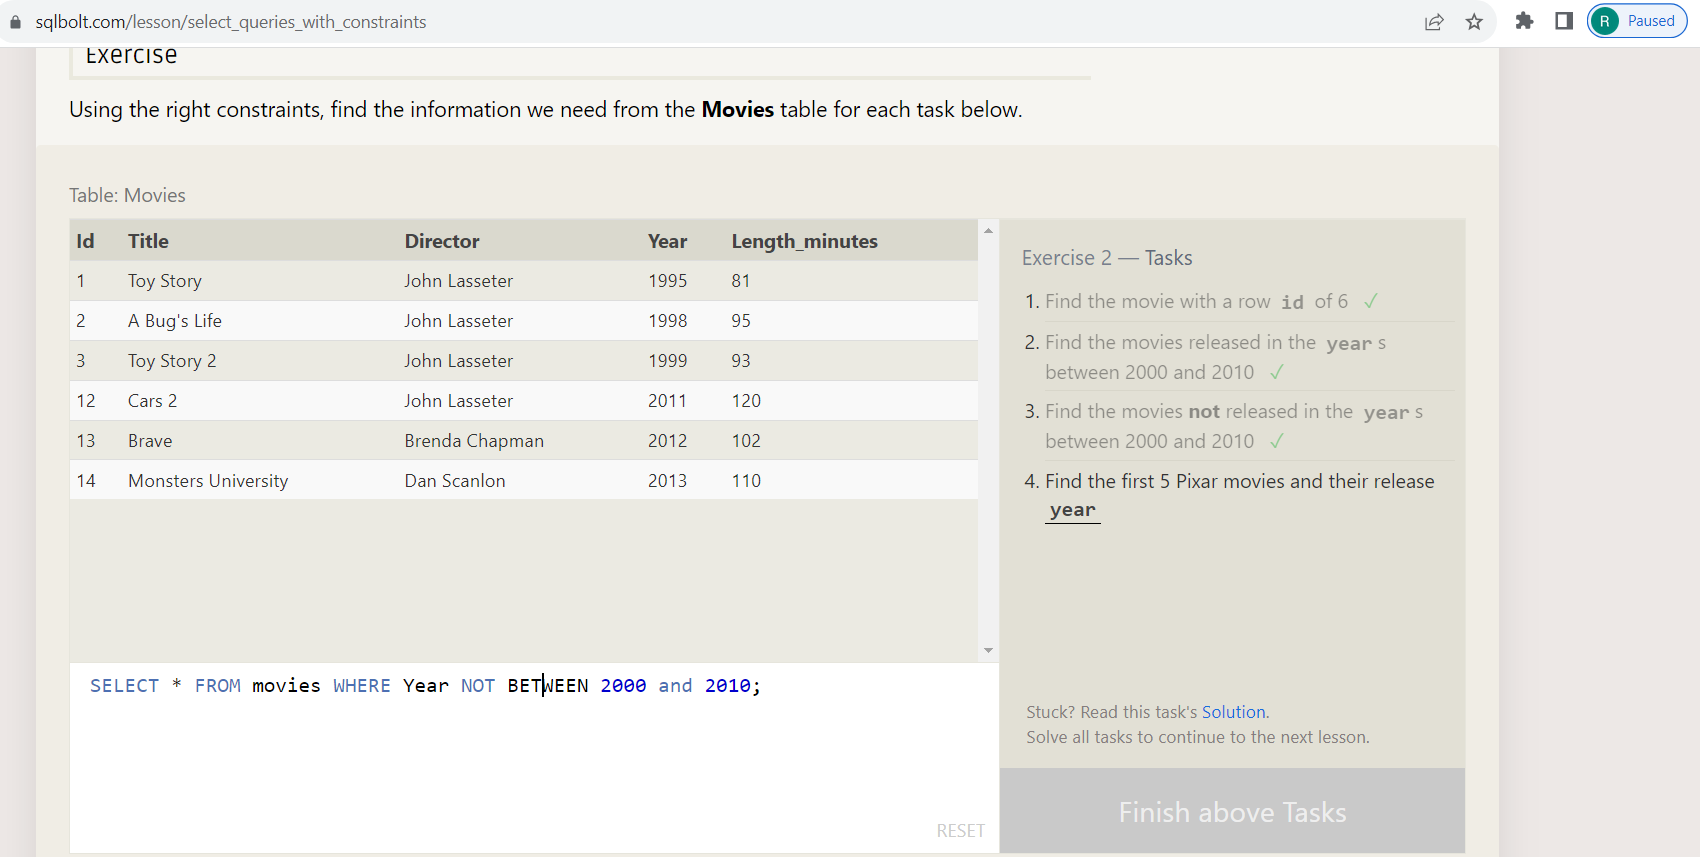 sqlbolt.com/lesson/select_queries_with_constraints
R Paused
Exercise
Using the right constraints, find the information we need from the Movies table for each task below.
Table: Movies
Id Title Director Year Length_minutes
1 Toy Story John Lasseter 1995 81
2 A Bug's Life John Lasseter 1998 95
3 Toy Story 2 John Lasseter 1999 93
12 Cars 2 John Lasseter 2011 120
13 Brave Brenda Chapman 2012 102
14 Monsters University Dan Scanlon 2013 110
SELECT * FROM movies WHERE Year NOT BETWEEN 2000 and 2010;
RESET
Exercise 2 — Tasks
1. Find the movie with a row id of 6 ✓
2. Find the movies released in the year s
between 2000 and 2010 ✓
3. Find the movies not released in the year s
between 2000 and 2010 ✓
4. Find the first 5 Pixar movies and their release
year
Stuck? Read this task's Solution.
Solve all tasks to continue to the next lesson.
Finish above Tasks